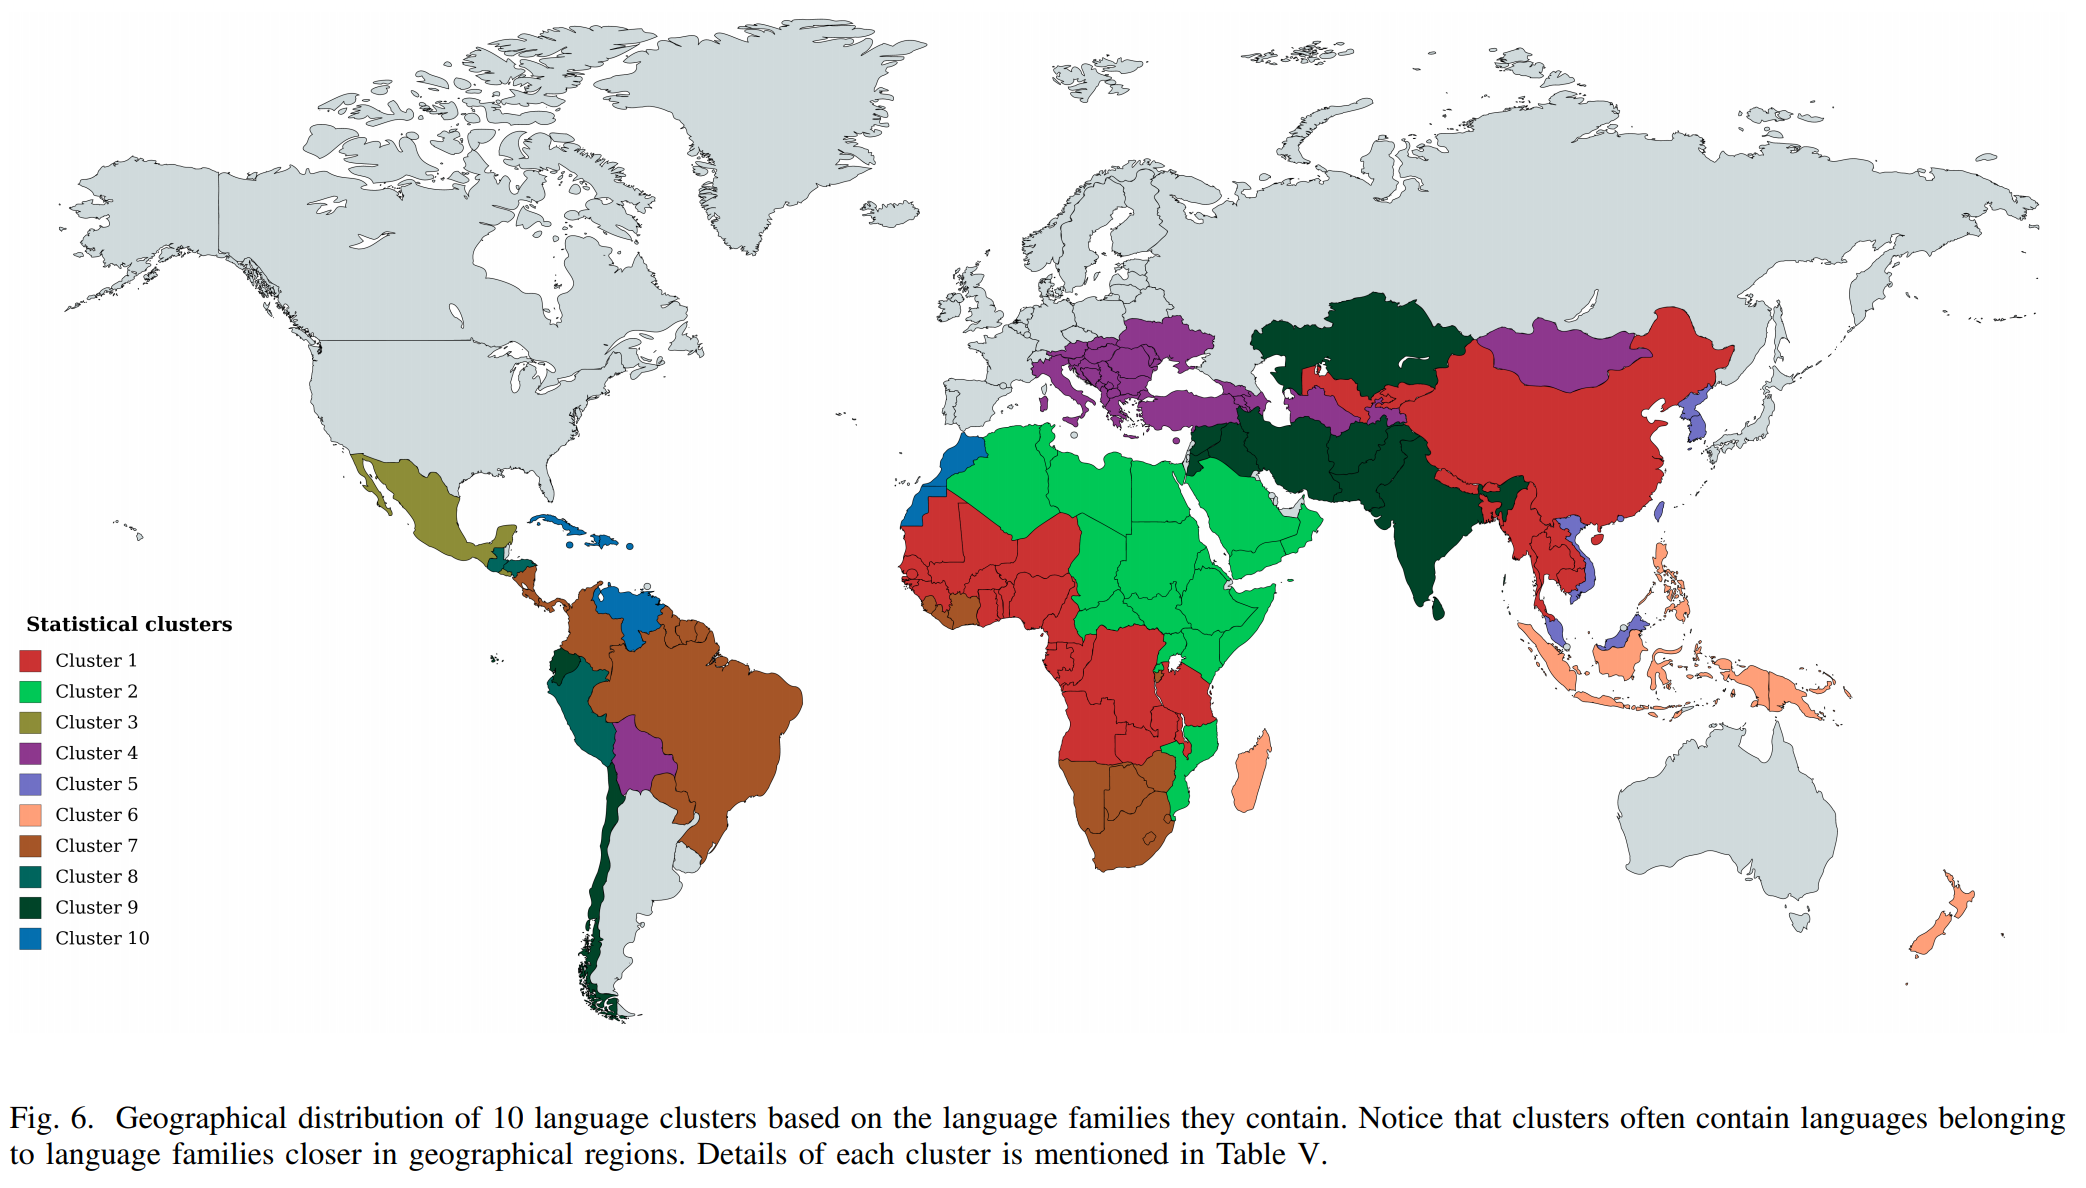 Statistical clusters
Cluster 1
Cluster 2
Cluster 3
Cluster 4
Cluster 5
Cluster 6
Cluster 7
Cluster 8
Cluster 9
Cluster 10
Fig. 6. Geographical distribution of 10 language clusters based on the language families they contain. Notice that clusters often contain languages belonging
to language families closer in geographical regions. Details of each cluster is mentioned in Table V.